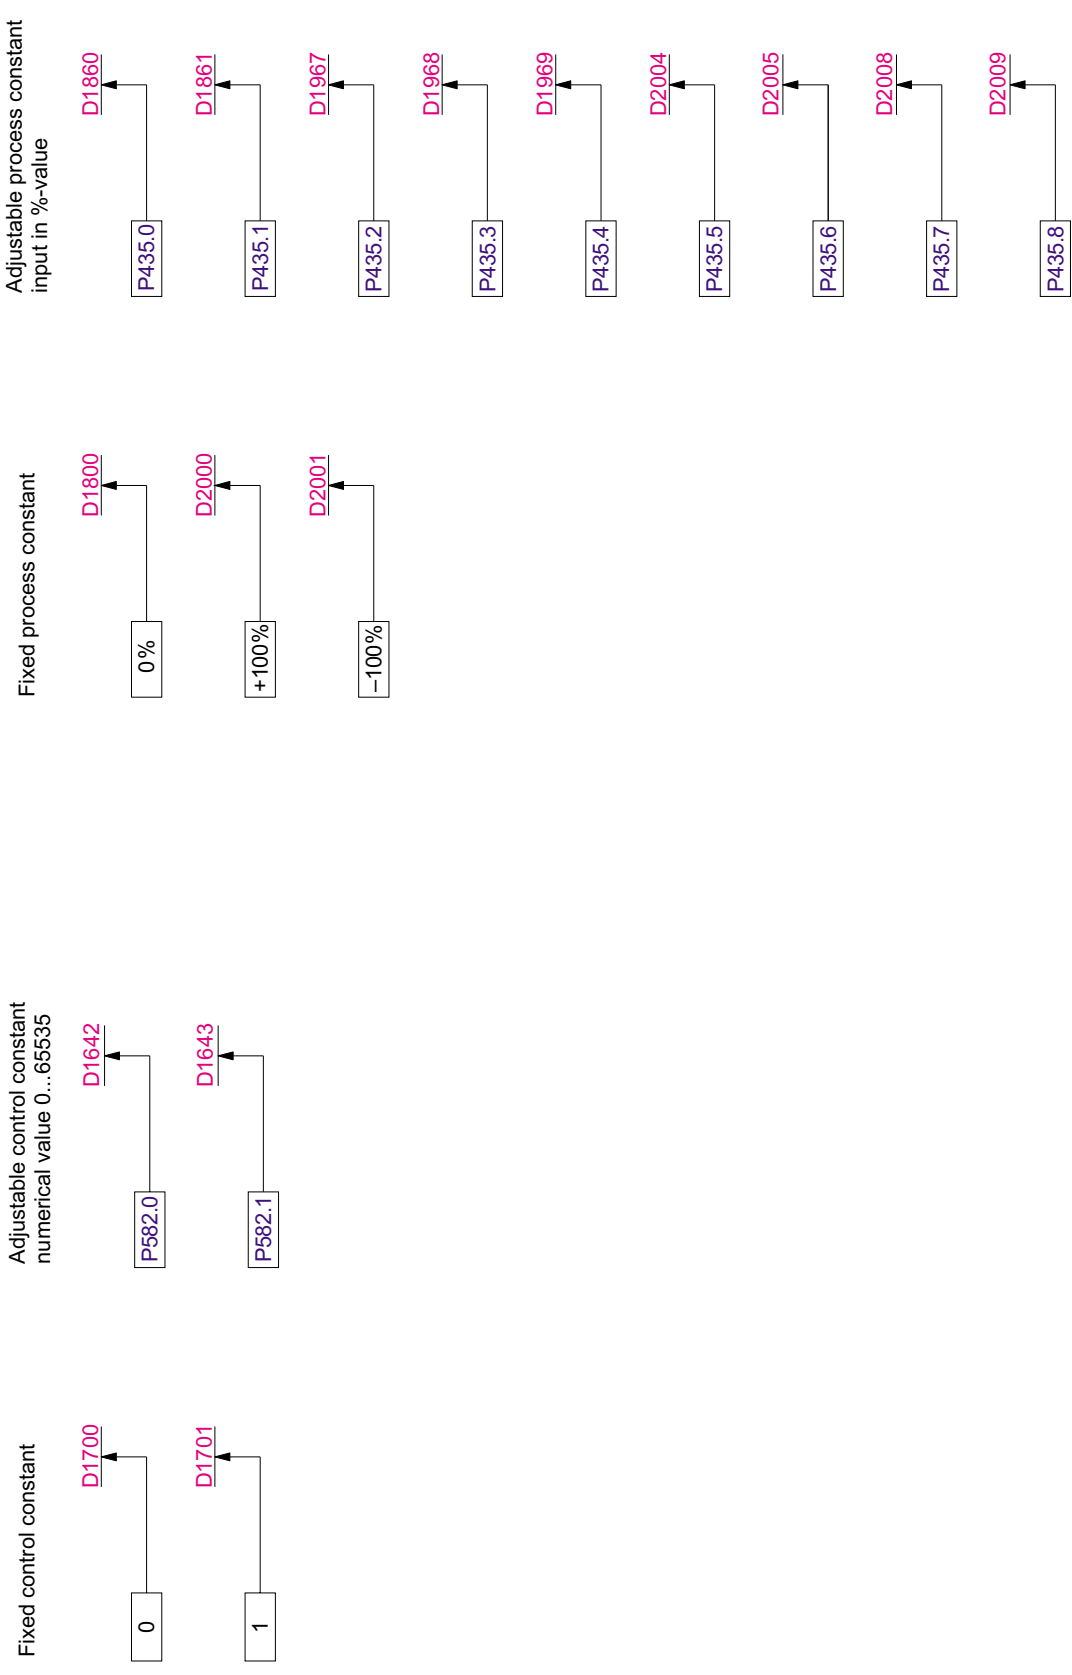 Fixed control constant
0
D1700
1
D1701
Adjustable control constant
numerical value 0...65535
P582.0
D1642
P582.1
D1643
Fixed process constant
0%
D1800
+100%
D2000
–100%
D2001
Adjustable process constant
input in %-value
P435.0
D1860
P435.1
D1861
P435.2
D1967
P435.3
D1968
P435.4
D1969
P435.5
D2004
P435.6
D2005
P435.7
D2008
P435.8
D2009